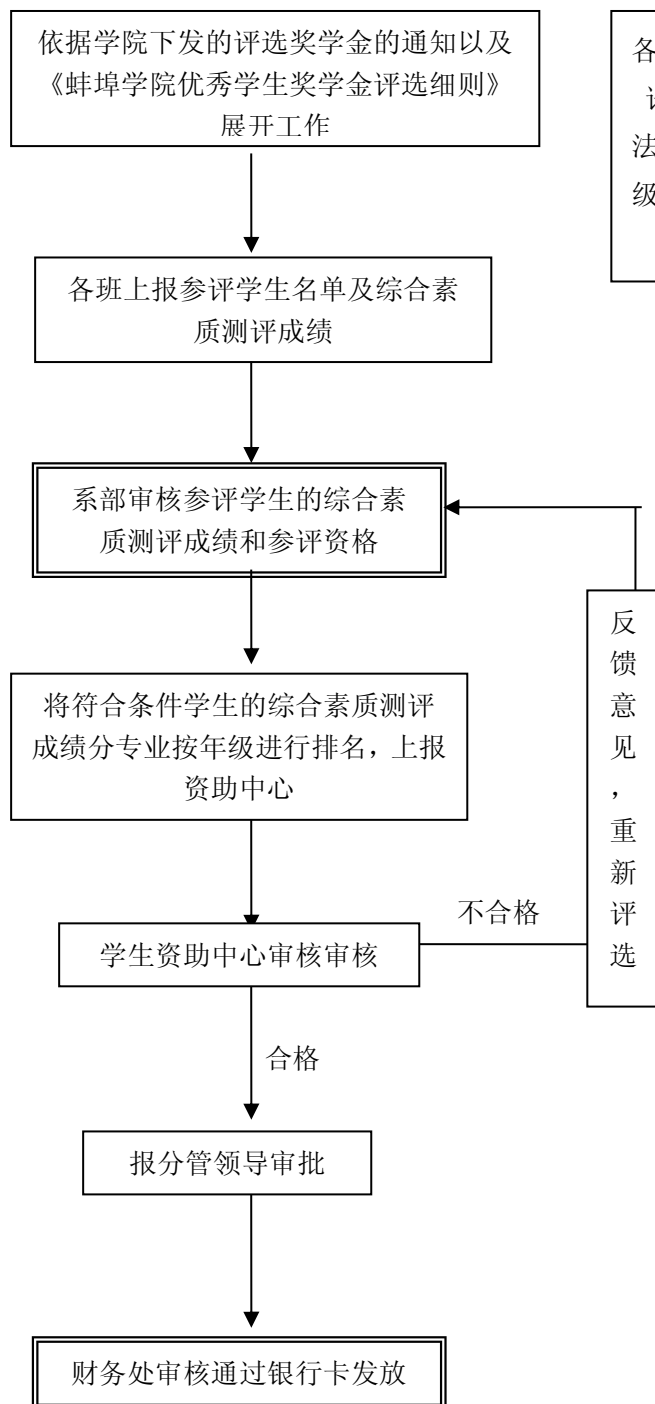 依据学院下发的评选奖学金的通知以及
《蚌埠学院优秀学生奖学金评选细则》
展开工作
各
法
级
各班上报参评学生名单及综合素
质测评成绩
系部审核参评学生的综合素
质测评成绩和参评资格
将符合条件学生的综合素质测评
成绩分专业按年级进行排名，上报
资助中心
反
馈
意
见
，
重
新
评
选
不合格
学生资助中心审核审核
合格
报分管领导审批
财务处审核通过银行卡发放